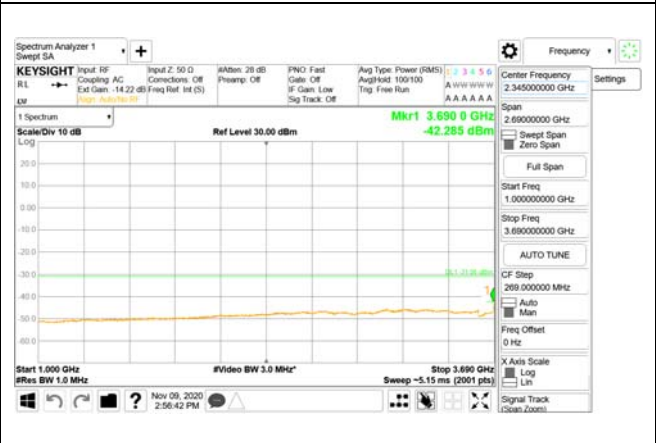 Spectrum Analyzer 1
Swept SA
+
Frequency
KEYSIGHT
RL
LXI
Input: RF
Coupling: AC
Ext Gain: -14.22 dB
Align: Auto/No RF
Input Z: 50 Ω
Corrections: Off
Freq Ref: Int (S)
#Atten: 28 dB
Preamp: Off
PNO: Fast
Gate: Off
IF Gain: Low
Sig Track: Off
Avg Type: Power (RMS)
Avg|Hold: 100/100
Trig: Free Run
1 2 3 4 5 6
A W W W W W
A A A A A A
Center Frequency
2.345000000 GHz
Settings
1 Spectrum
Scale/Div 10 dB
Ref Level 30.00 dBm
Mkr1 3.690 0 GHz
-42.285 dBm
Log
20.0
10.0
0.00
-10.0
-20.0
-30.0
-40.0
-50.0
-60.0
1
Start 1.000 GHz
#Res BW 1.0 MHz
#Video BW 3.0 MHz*
Stop 3.690 GHz
Sweep ~5.15 ms (2001 pts)
Span
2.69000000 GHz
Swept Span
Zero Span
Full Span
Start Freq
1.000000000 GHz
Stop Freq
3.690000000 GHz
AUTO TUNE
CF Step
269.000000 MHz
Auto
Man
Freq Offset
0 Hz
X Axis Scale
Log
Lin
Signal Track
(Span Zoom)
?
Nov 09, 2020
2:56:42 PM